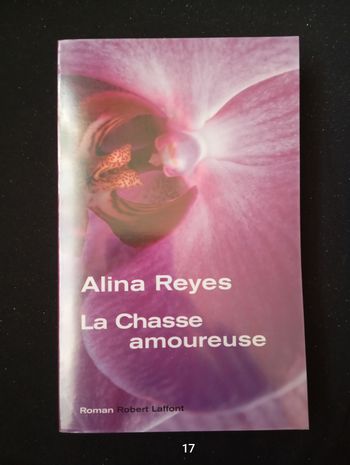 Alina Reyes
La Chasse
amoureuse
Roman Robert Laffont
17